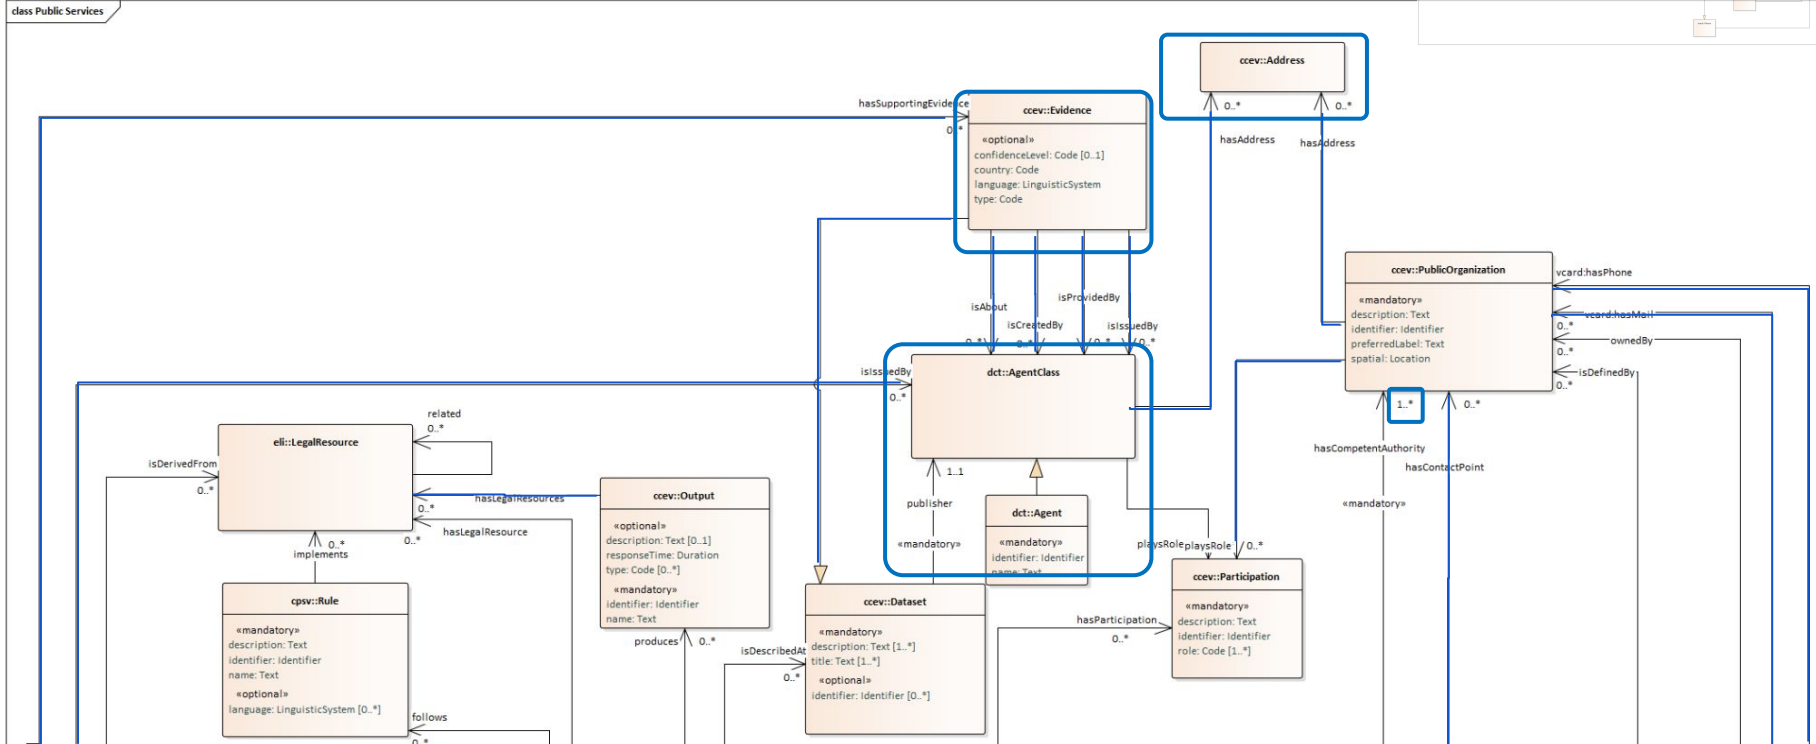 class Public Services
ccev::Address
0..*
0..*
hasAddress
hasAddress
hasSupportingEvidence
0..*
ccev::Evidence
«optional»
confidenceLevel: Code [0..1]
country: Code
language: LinguisticSystem
type: Code
isAbout
isCreatedBy
isProvidedBy
isIssuedBy
0..*
0..*
0..*
0..*
ccev::PublicOrganization
«mandatory»
description: Text
identifier: Identifier
preferredLabel: Text
spatial: Location
vcard:hasPhone
0..*
vcard:hasMail
0..*
ownedBy
0..*
isDefinedBy
1..*
0..*
hasCompetentAuthority
hasContactPoint
«mandatory»
isIssuedBy
0..*
dct::AgentClass
1..1
publisher
«mandatory»
dct::Agent
«mandatory»
identifier: Identifier
name: Text
playsRole
playsRole
0..*
related
0..*
eli::LegalResource
isDerivedFrom
0..*
hasLegalResources
0..*
hasLegalResource
0..*
0..*
implements
ccev::Output
«optional»
description: Text [0..1]
responseTime: Duration
type: Code [0..*]
«mandatory»
identifier: Identifier
name: Text
produces
0..*
cpsv::Rule
«mandatory»
description: Text
identifier: Identifier
name: Text
«optional»
language: LinguisticSystem [0..*]
follows
0..*
ccev::Dataset
«mandatory»
description: Text [1..*]
title: Text [1..*]
«optional»
identifier: Identifier [0..*]
isDescribedAt
0..*
ccev::Participation
«mandatory»
description: Text
identifier: Identifier
role: Code [1..*]
hasParticipation
0..*